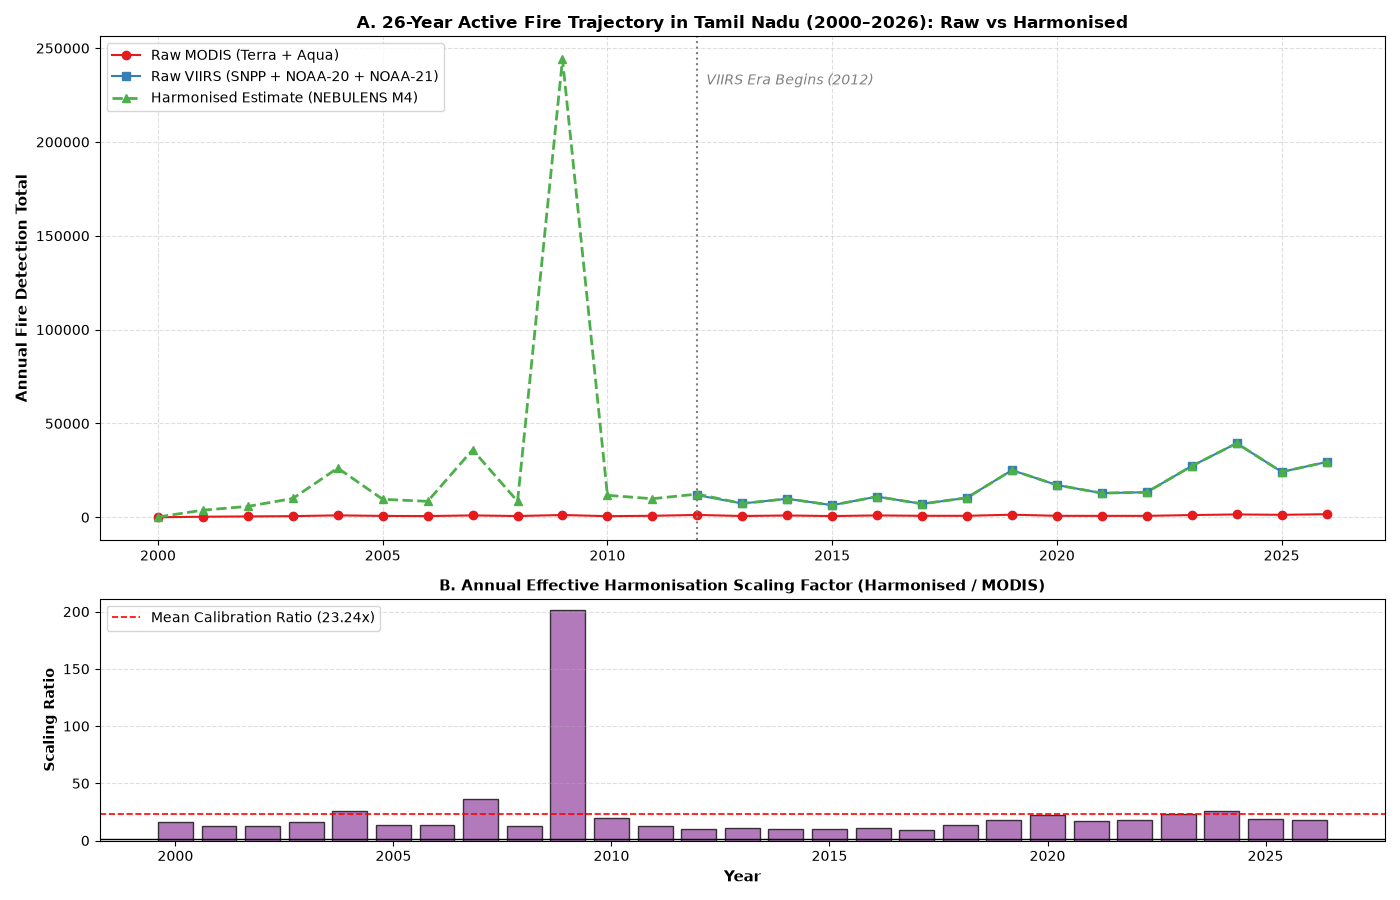 A. 26-Year Active Fire Trajectory in Tamil Nadu (2000–2026): Raw vs Harmonised
Raw MODIS (Terra + Aqua)
Raw VIIRS (SNPP + NOAA-20 + NOAA-21)
Harmonised Estimate (NEBULENS M4)
VIIRS Era Begins (2012)
Annual Fire Detection Total
250000
200000
150000
100000
50000
0
2000 2005 2010 2015 2020 2025
B. Annual Effective Harmonisation Scaling Factor (Harmonised / MODIS)
Mean Calibration Ratio (23.24x)
Scaling Ratio
200
150
100
50
0
2000 2005 2010 2015 2020 2025
Year